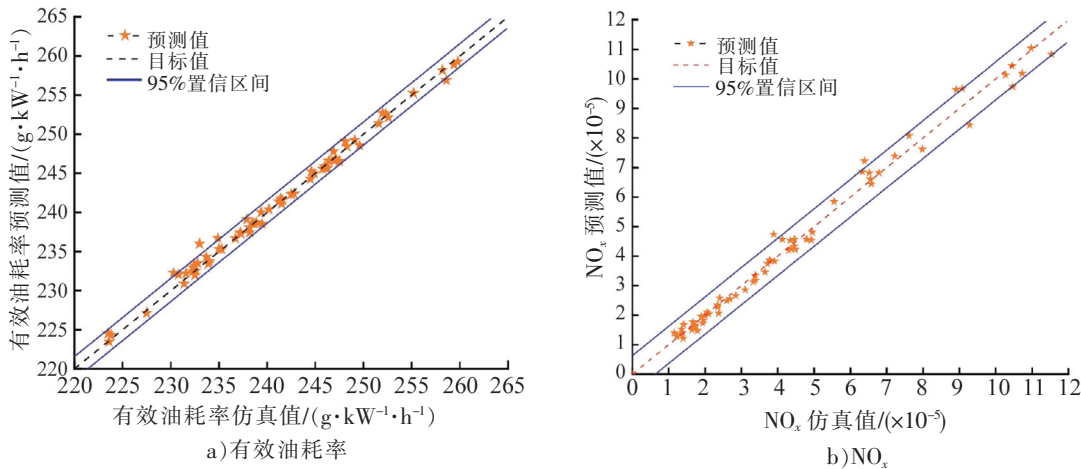 265
260
255
250
245
240
235
230
225
220
有效油耗率预测值/(g·kW⁻¹·h⁻¹)
预测值
目标值
95%置信区间
220 225 230 235 240 245 250 255 260 265
有效油耗率仿真值/(g·kW⁻¹·h⁻¹)
a)有效油耗率
12
11
10
9
8
7
6
5
4
3
2
1
0
NOₓ 预测值/(×10⁻⁵)
预测值
目标值
95%置信区间
0 1 2 3 4 5 6 7 8 9 10 11 12
NOₓ 仿真值/(×10⁻⁵)
b)NOₓ